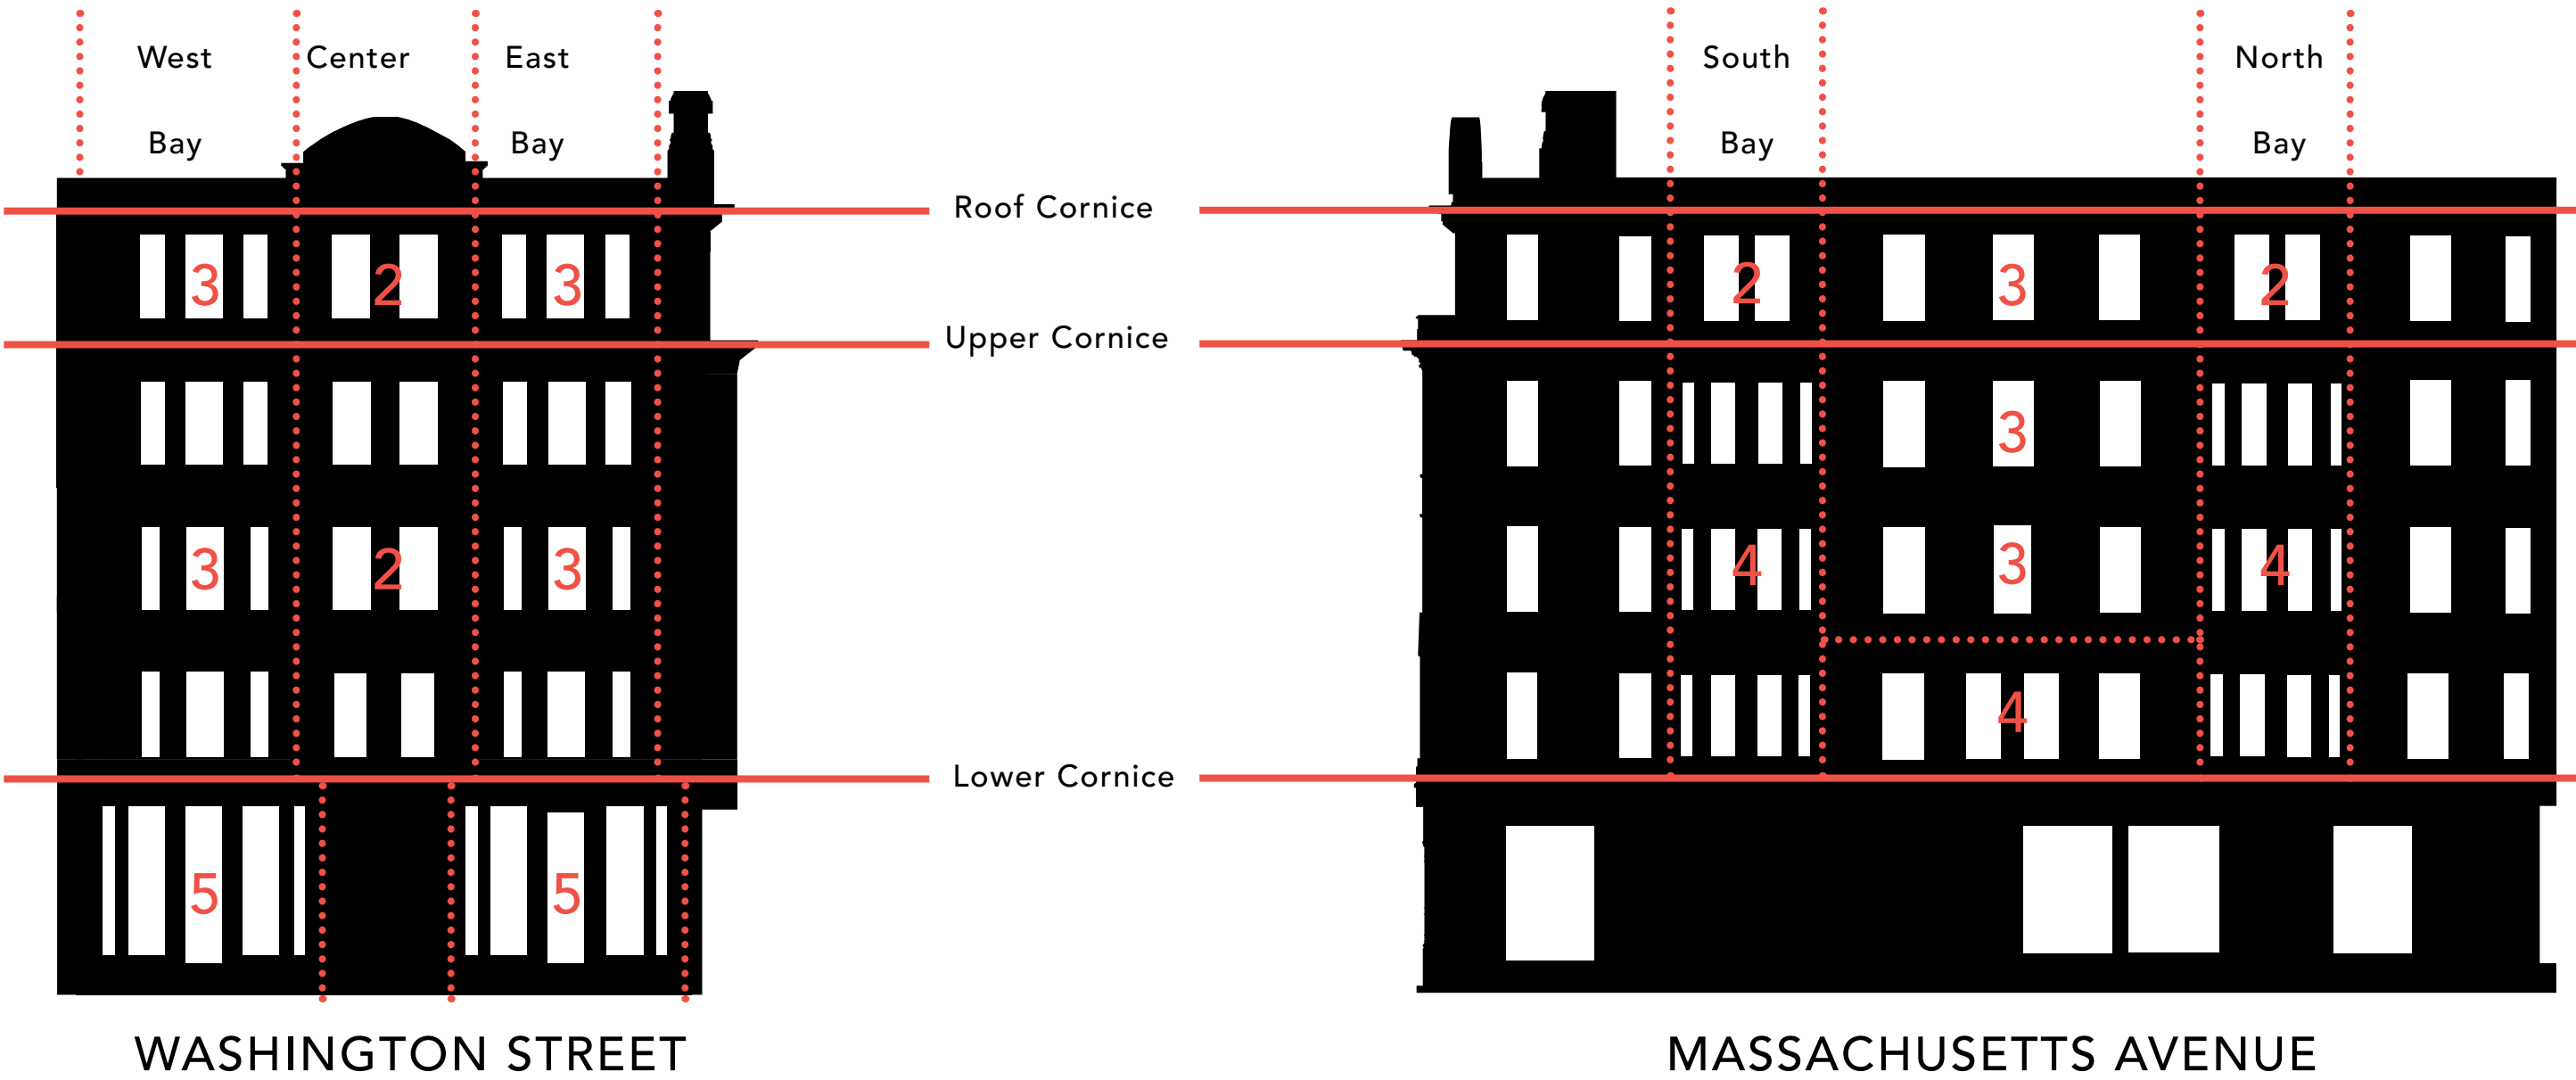 West Center East
Bay Bay
South North
Bay Bay
Roof Cornice
3 2 3
2 3 2
Upper Cornice
3
3 2 3
4 3 4
4
Lower Cornice
5 5
WASHINGTON STREET
MASSACHUSETTS AVENUE